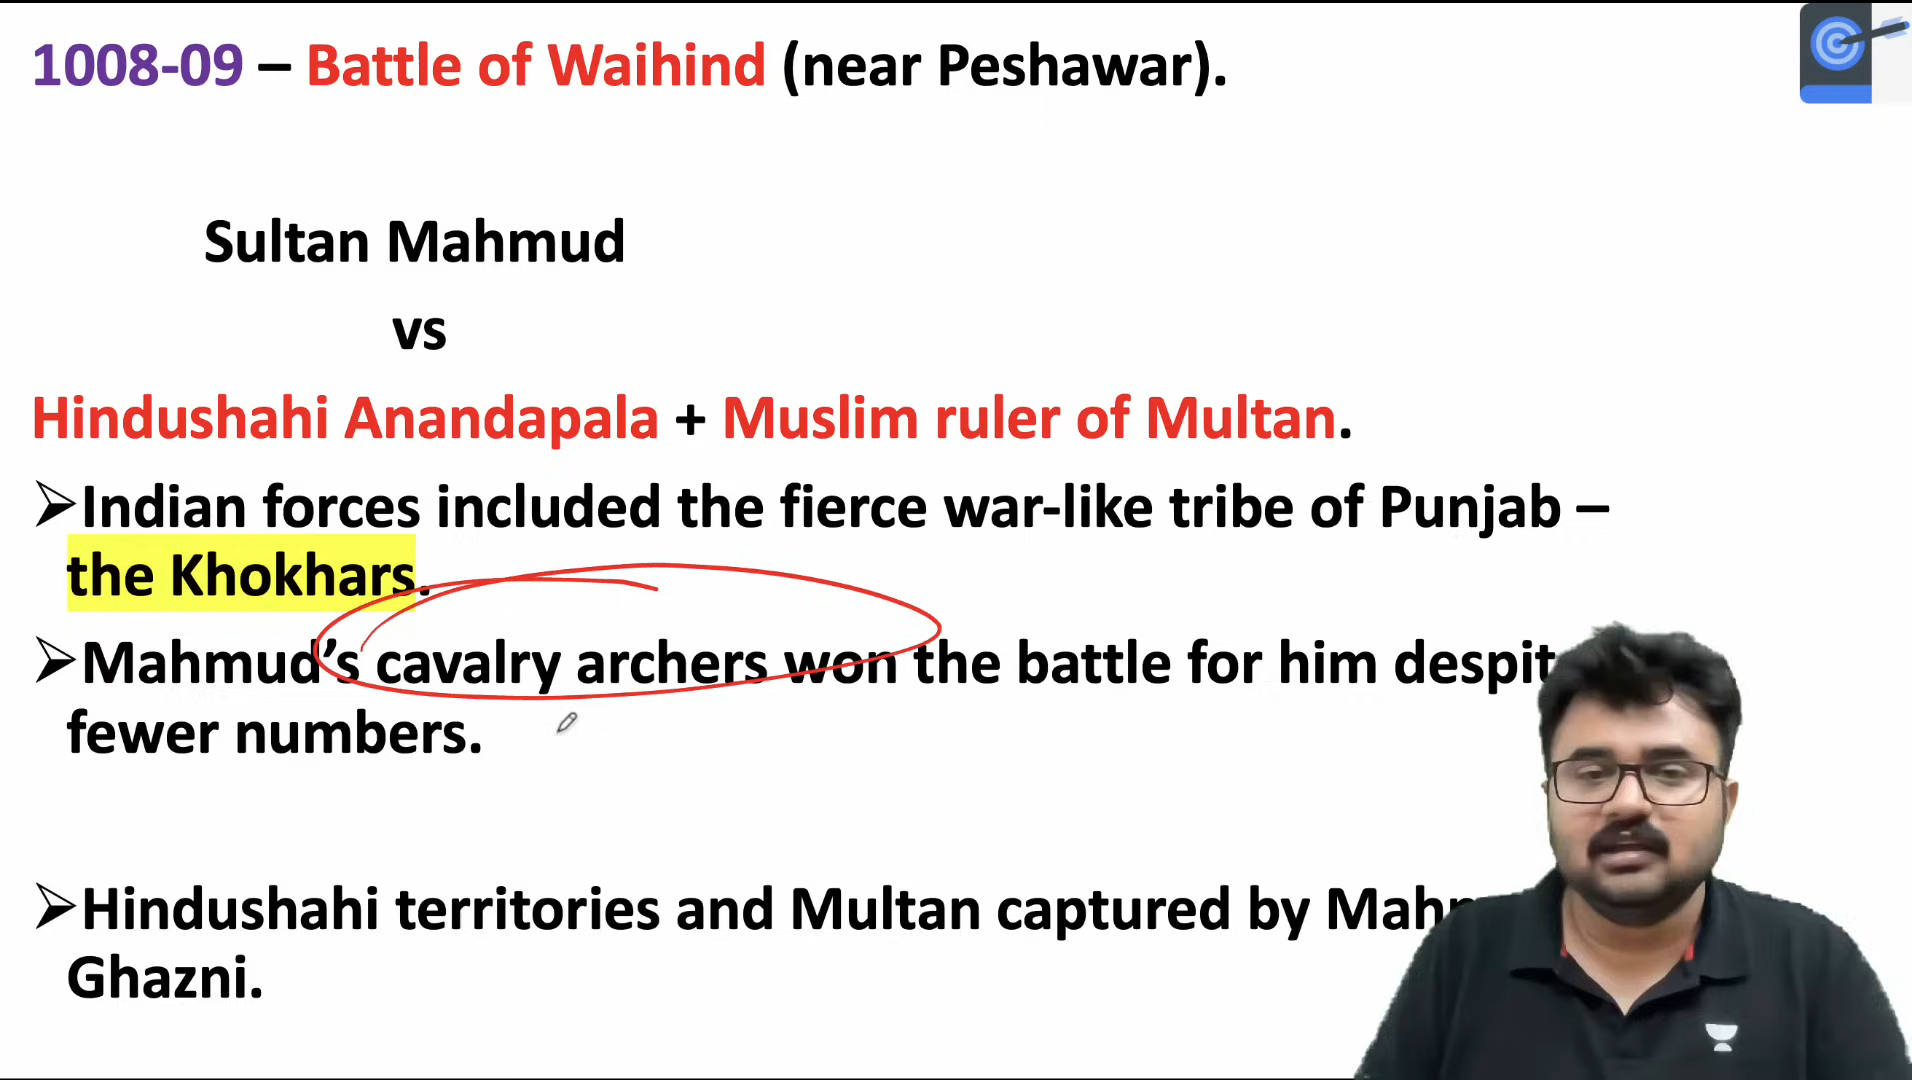 1008-09 – Battle of Waihind (near Peshawar).
Sultan Mahmud
vs
Hindushahi Anandapala + Muslim ruler of Multan.
➢Indian forces included the fierce war-like tribe of Punjab –
the Khokhars.
➢Mahmud’s cavalry archers won the battle for him
fewer numbers.
➢Hindushahi territories and Multan captured by
Ghazni.